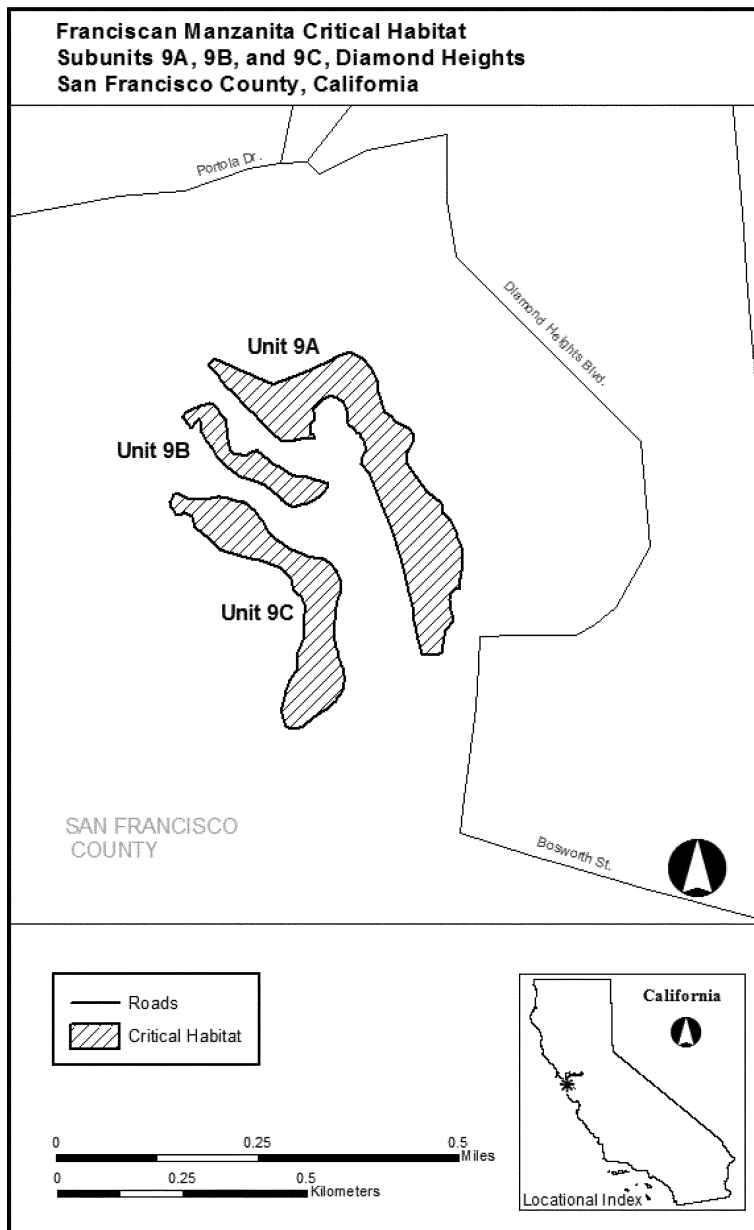 Franciscan Manzanita Critical Habitat
Subunits 9A, 9B, and 9C, Diamond Heights
San Francisco County, California
Portola Dr.
Diamond Heights Blvd.
Unit 9A
Unit 9B
Unit 9C
SAN FRANCISCO
COUNTY
Bosworth St.
Roads
Critical Habitat
California
Locational Index
0 0.25 0.5
Miles
0 0.25 0.5
Kilometers